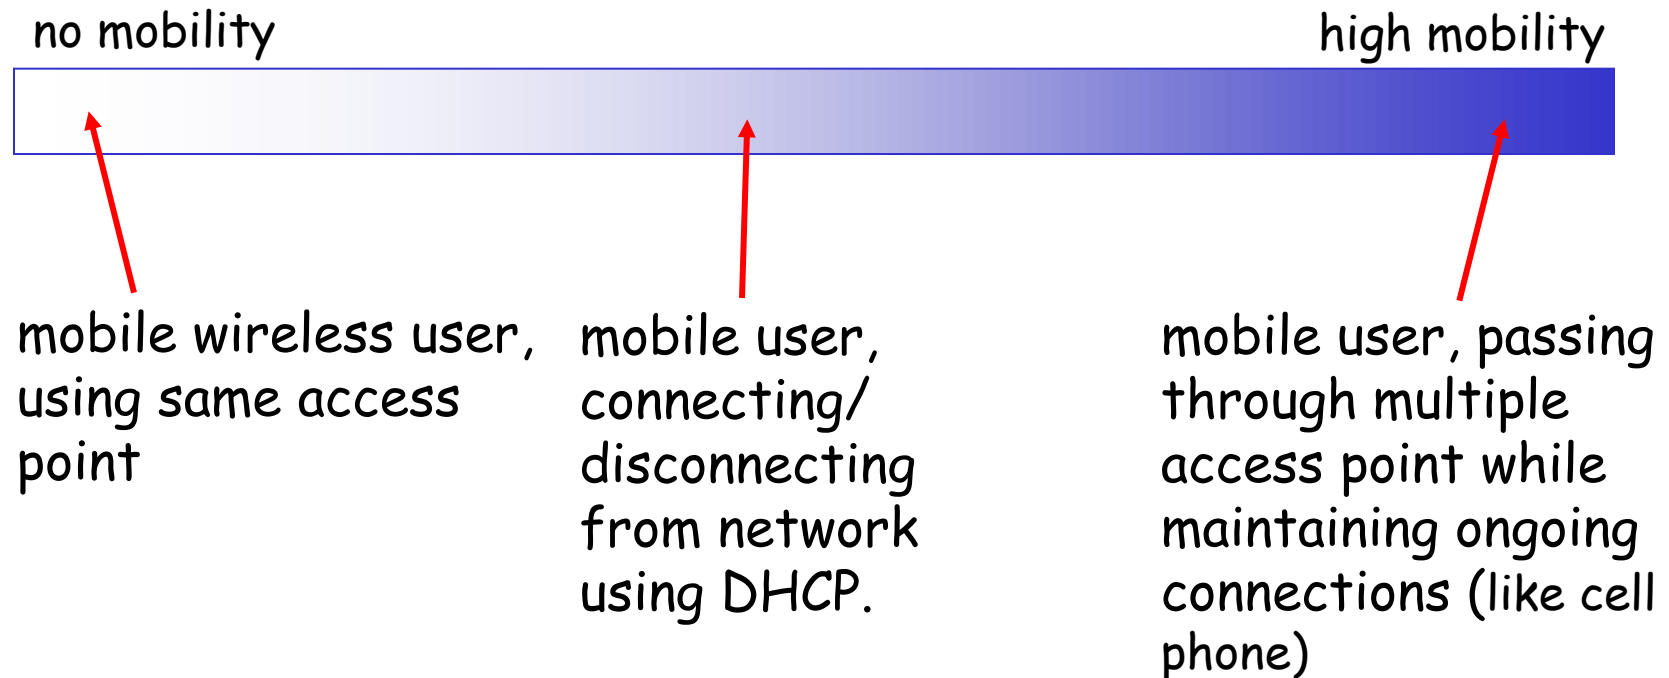 no mobility
high mobility
mobile wireless user,
using same access
point
mobile user,
connecting/
disconnecting
from network
using DHCP.
mobile user, passing
through multiple
access point while
maintaining ongoing
connections (like cell
phone)